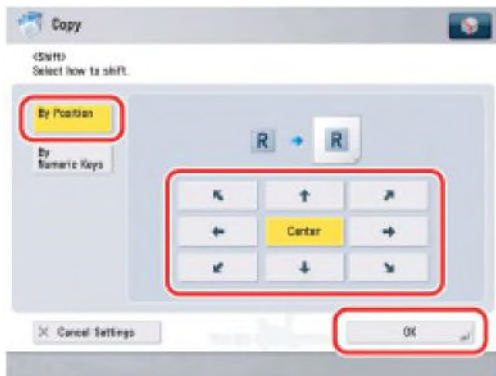 Copy
<Shift>
Select how to shift.
By Position
R
R
By
Numeric Keys
Center
Cancel Settings
OK